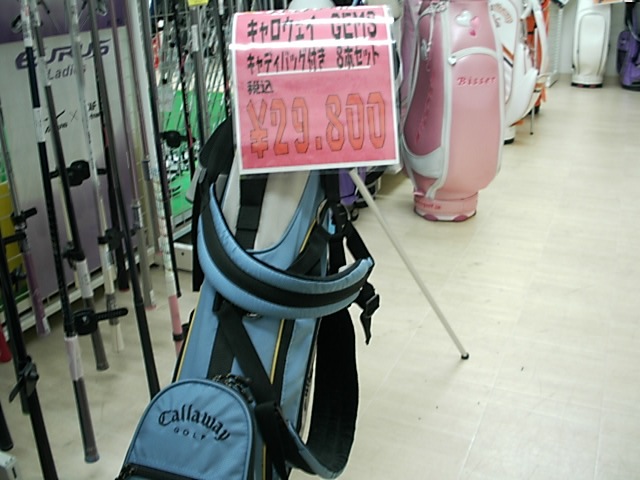 キャロウェイ GEMS
キャディバッグ付き 8本セット
税込
¥29.800
Bisser
Ladies
Callaway
GOLF